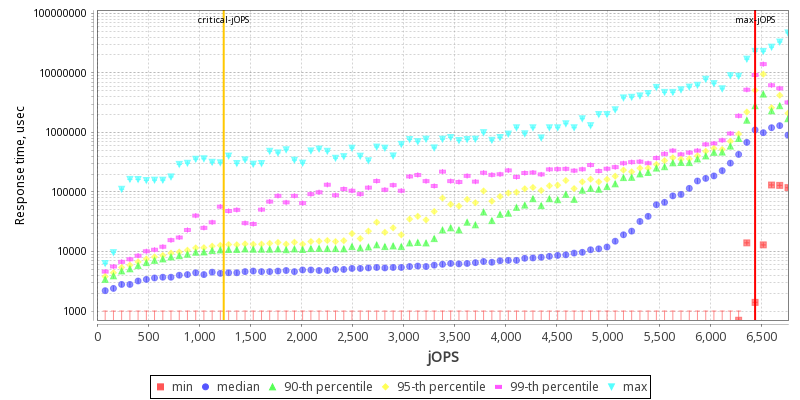 critical-jOPS
max-jOPS
100000000
10000000
1000000
100000
10000
1000
Response time, usec
0
500
1,000
1,500
2,000
2,500
3,000
3,500
4,000
4,500
5,000
5,500
6,000
6,500
jOPS
min
median
90-th percentile
95-th percentile
99-th percentile
max